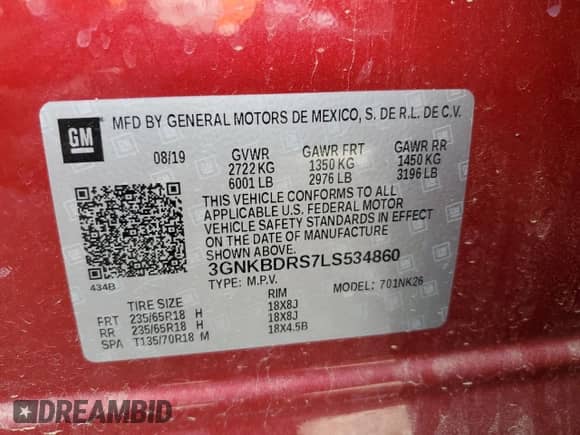 GM
MFD BY GENERAL MOTORS DE MEXICO, S. DE R.L. DE C.V.
08/19 GVWR GAWR FRT GAWR RR
2722 KG 1350 KG 1450 KG
6001 LB 2976 LB 3196 LB
THIS VEHICLE CONFORMS TO ALL
APPLICABLE U.S. FEDERAL MOTOR
VEHICLE SAFETY STANDARDS IN EFFECT
ON THE DATE OF MANUFACTURE
SHOWN ABOVE.
434B
3GNKBDRS7LS534860
TYPE: M.P.V. 701NK26
TIRE SIZE RIM
FRT 235/65R18 H 18X8J
RR 235/65R18 H 18X8J
SPA T135/70R18 M 18X4.5B
DREAMBID